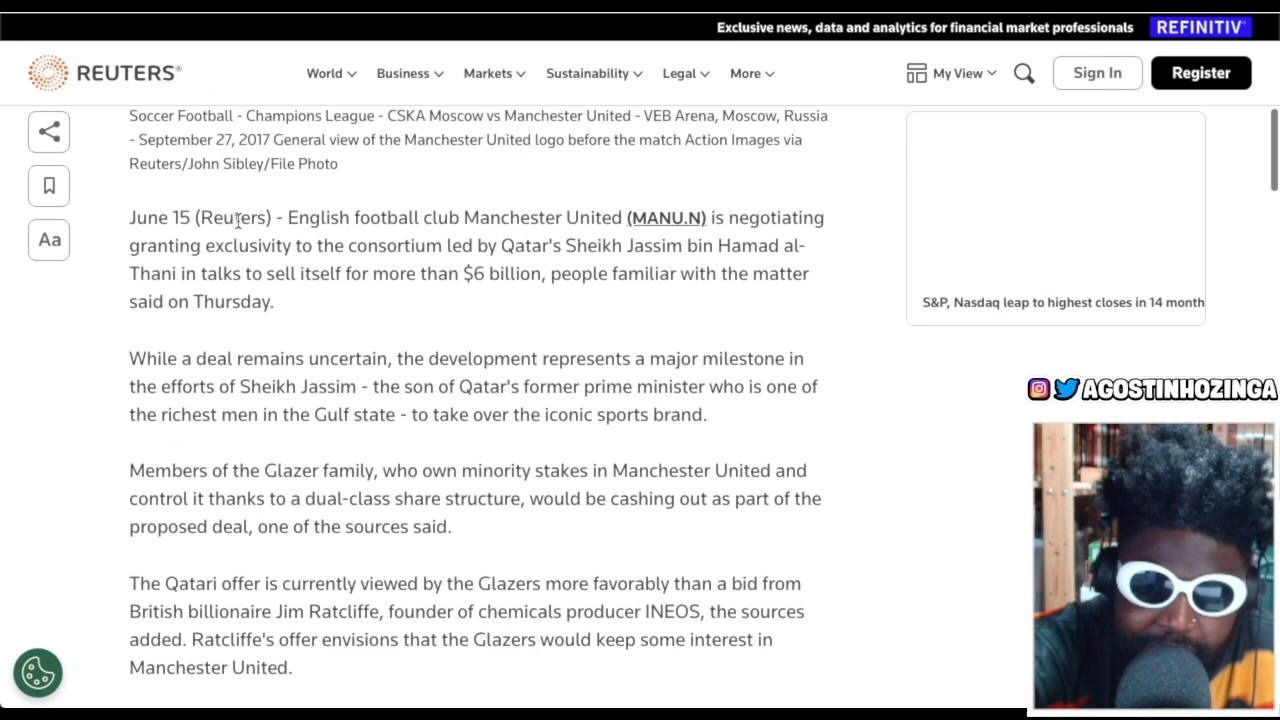 Exclusive news, data and analytics for financial market professionals REFINITIV
REUTERS®
World Business Markets Sustainability Legal More My View Sign In Register
Soccer Football - Champions League - CSKA Moscow vs Manchester United - VEB Arena, Moscow, Russia
- September 27, 2017 General view of the Manchester United logo before the match Action Images via
Reuters/John Sibley/File Photo
Aa
June 15 (Reuters) - English football club Manchester United (MANU.N) is negotiating
granting exclusivity to the consortium led by Qatar's Sheikh Jassim bin Hamad al-
Thani in talks to sell itself for more than $6 billion, people familiar with the matter
said on Thursday.
S&P, Nasdaq leap to highest closes in 14 month
While a deal remains uncertain, the development represents a major milestone in
the efforts of Sheikh Jassim - the son of Qatar's former prime minister who is one of
the richest men in the Gulf state - to take over the iconic sports brand.
AGOSTINHOZINGA
Members of the Glazer family, who own minority stakes in Manchester United and
control it thanks to a dual-class share structure, would be cashing out as part of the
proposed deal, one of the sources said.
The Qatari offer is currently viewed by the Glazers more favorably than a bid from
British billionaire Jim Ratcliffe, founder of chemicals producer INEOS, the sources
added. Ratcliffe's offer envisions that the Glazers would keep some interest in
Manchester United.